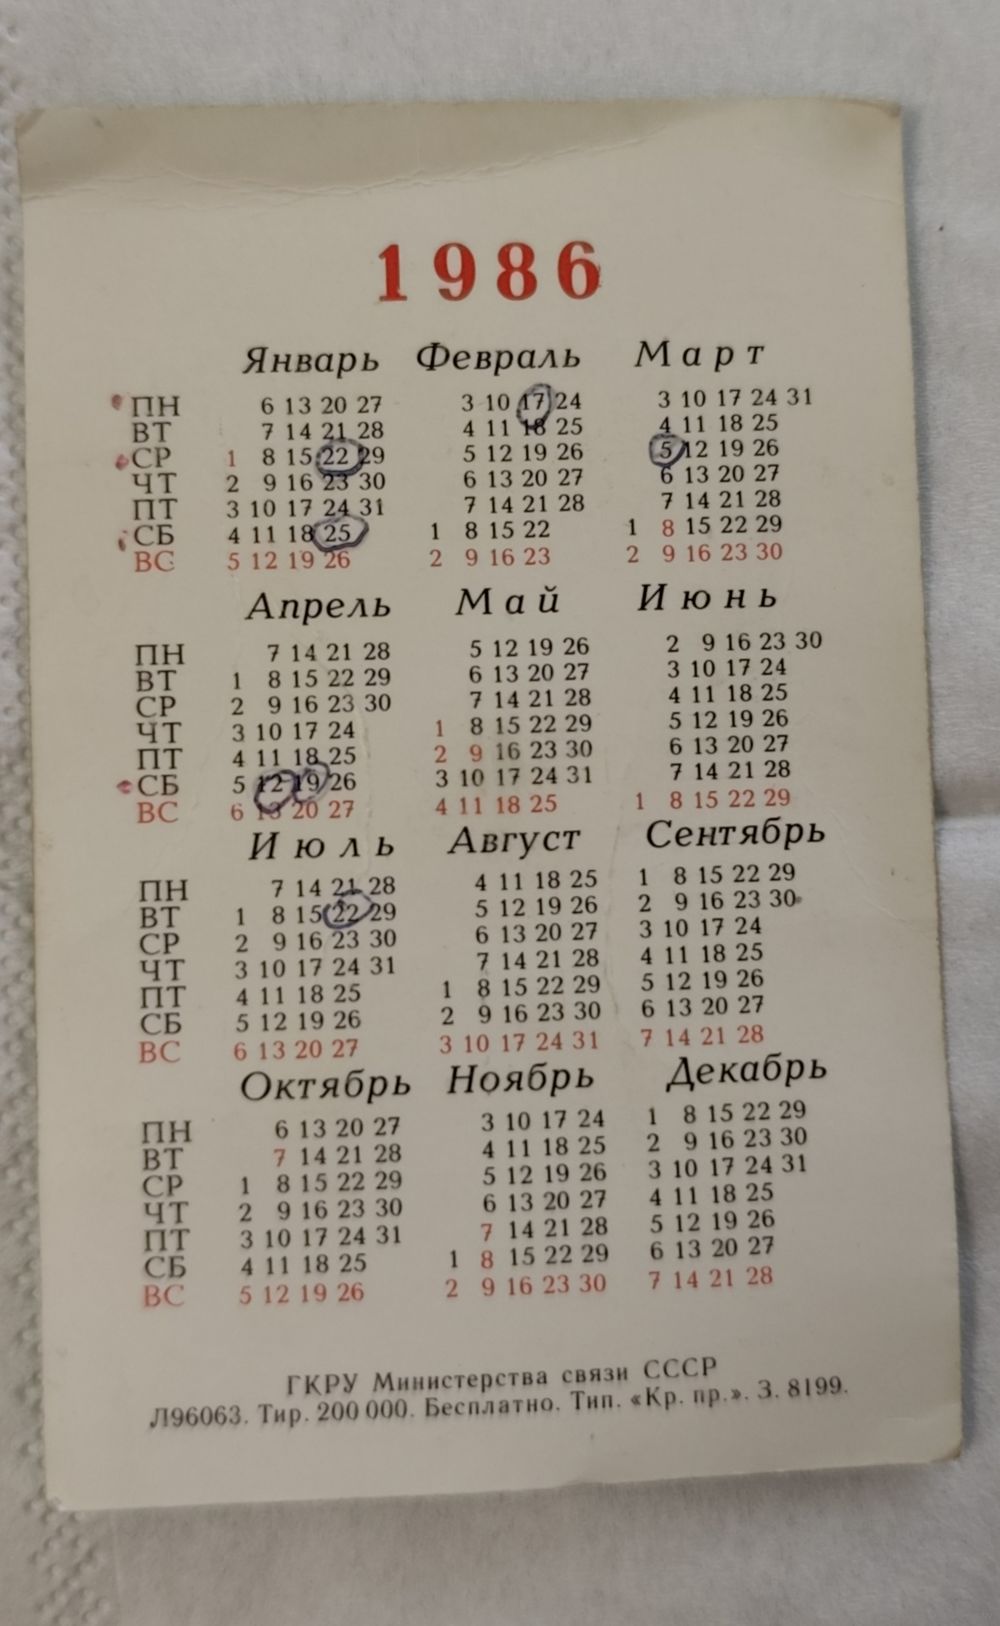 1986
Январь Февраль Март
ПН 6 13 20 27 3 10 17 24 3 10 17 24 31
ВТ 7 14 21 28 4 11 18 25 4 11 18 25
СР 1 8 15 22 29 5 12 19 26 5 12 19 26
ЧТ 2 9 16 23 30 6 13 20 27 6 13 20 27
ПТ 3 10 17 24 31 7 14 21 28 7 14 21 28
СБ 4 11 18 25 1 8 15 22 1 8 15 22 29
ВС 5 12 19 26 2 9 16 23 2 9 16 23 30
Апрель Май Июнь
ПН 7 14 21 28 5 12 19 26 2 9 16 23 30
ВТ 1 8 15 22 29 6 13 20 27 3 10 17 24
СР 2 9 16 23 30 7 14 21 28 4 11 18 25
ЧТ 3 10 17 24 1 8 15 22 29 5 12 19 26
ПТ 4 11 18 25 2 9 16 23 30 6 13 20 27
СБ 5 12 19 26 3 10 17 24 31 7 14 21 28
ВС 6 13 20 27 4 11 18 25 1 8 15 22 29
Июль Август Сентябрь
ПН 7 14 21 28 4 11 18 25 1 8 15 22 29
ВТ 1 8 15 22 29 5 12 19 26 2 9 16 23 30
СР 2 9 16 23 30 6 13 20 27 3 10 17 24
ЧТ 3 10 17 24 31 7 14 21 28 4 11 18 25
ПТ 4 11 18 25 1 8 15 22 29 5 12 19 26
СБ 5 12 19 26 2 9 16 23 30 6 13 20 27
ВС 6 13 20 27 3 10 17 24 31 7 14 21 28
Октябрь Ноябрь Декабрь
ПН 6 13 20 27 3 10 17 24 1 8 15 22 29
ВТ 7 14 21 28 4 11 18 25 2 9 16 23 30
СР 1 8 15 22 29 5 12 19 26 3 10 17 24 31
ЧТ 2 9 16 23 30 6 13 20 27 4 11 18 25
ПТ 3 10 17 24 31 7 14 21 28 5 12 19 26
СБ 4 11 18 25 1 8 15 22 29 6 13 20 27
ВС 5 12 19 26 2 9 16 23 30 7 14 21 28
ГКРУ Министерства связи СССР
Л96063. Тир. 200 000. Бесплатно. Тип. «Кр. пр.». З. 8199.